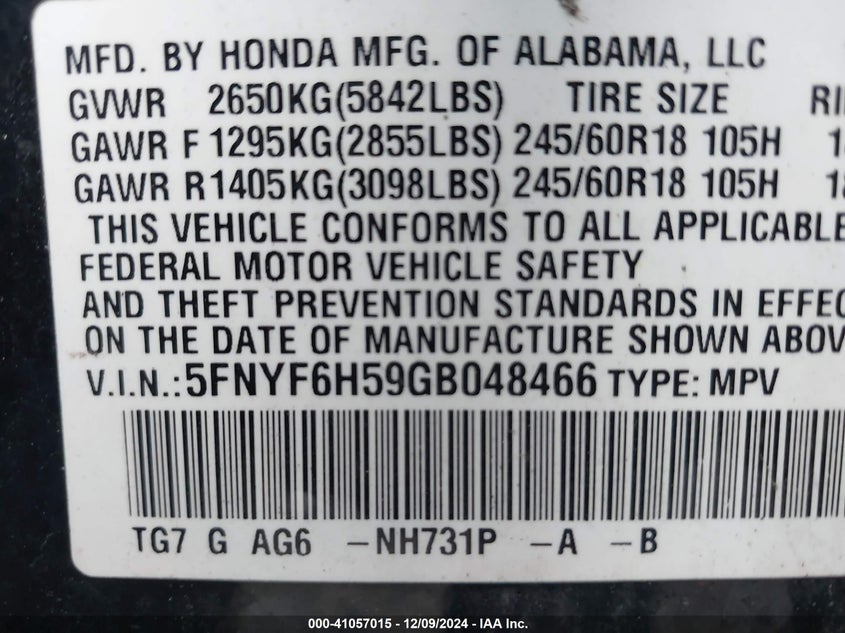 MFD. BY HONDA MFG. OF ALABAMA, LLC
GVWR 2650KG(5842LBS) TIRE SIZE
GAWR F 1295KG(2855LBS) 245/60R18 105H
GAWR R 1405KG(3098LBS) 245/60R18 105H
THIS VEHICLE CONFORMS TO ALL APPLICABLE
FEDERAL MOTOR VEHICLE SAFETY
AND THEFT PREVENTION STANDARDS IN
ON THE DATE OF MANUFACTURE SHOWN
V.I.N.: 5FNYF6H59GB048466 TYPE: MPV
TG7 G AG6 -NH731P -A -B
000-41057015 - 12/09/2024 - IAA Inc.